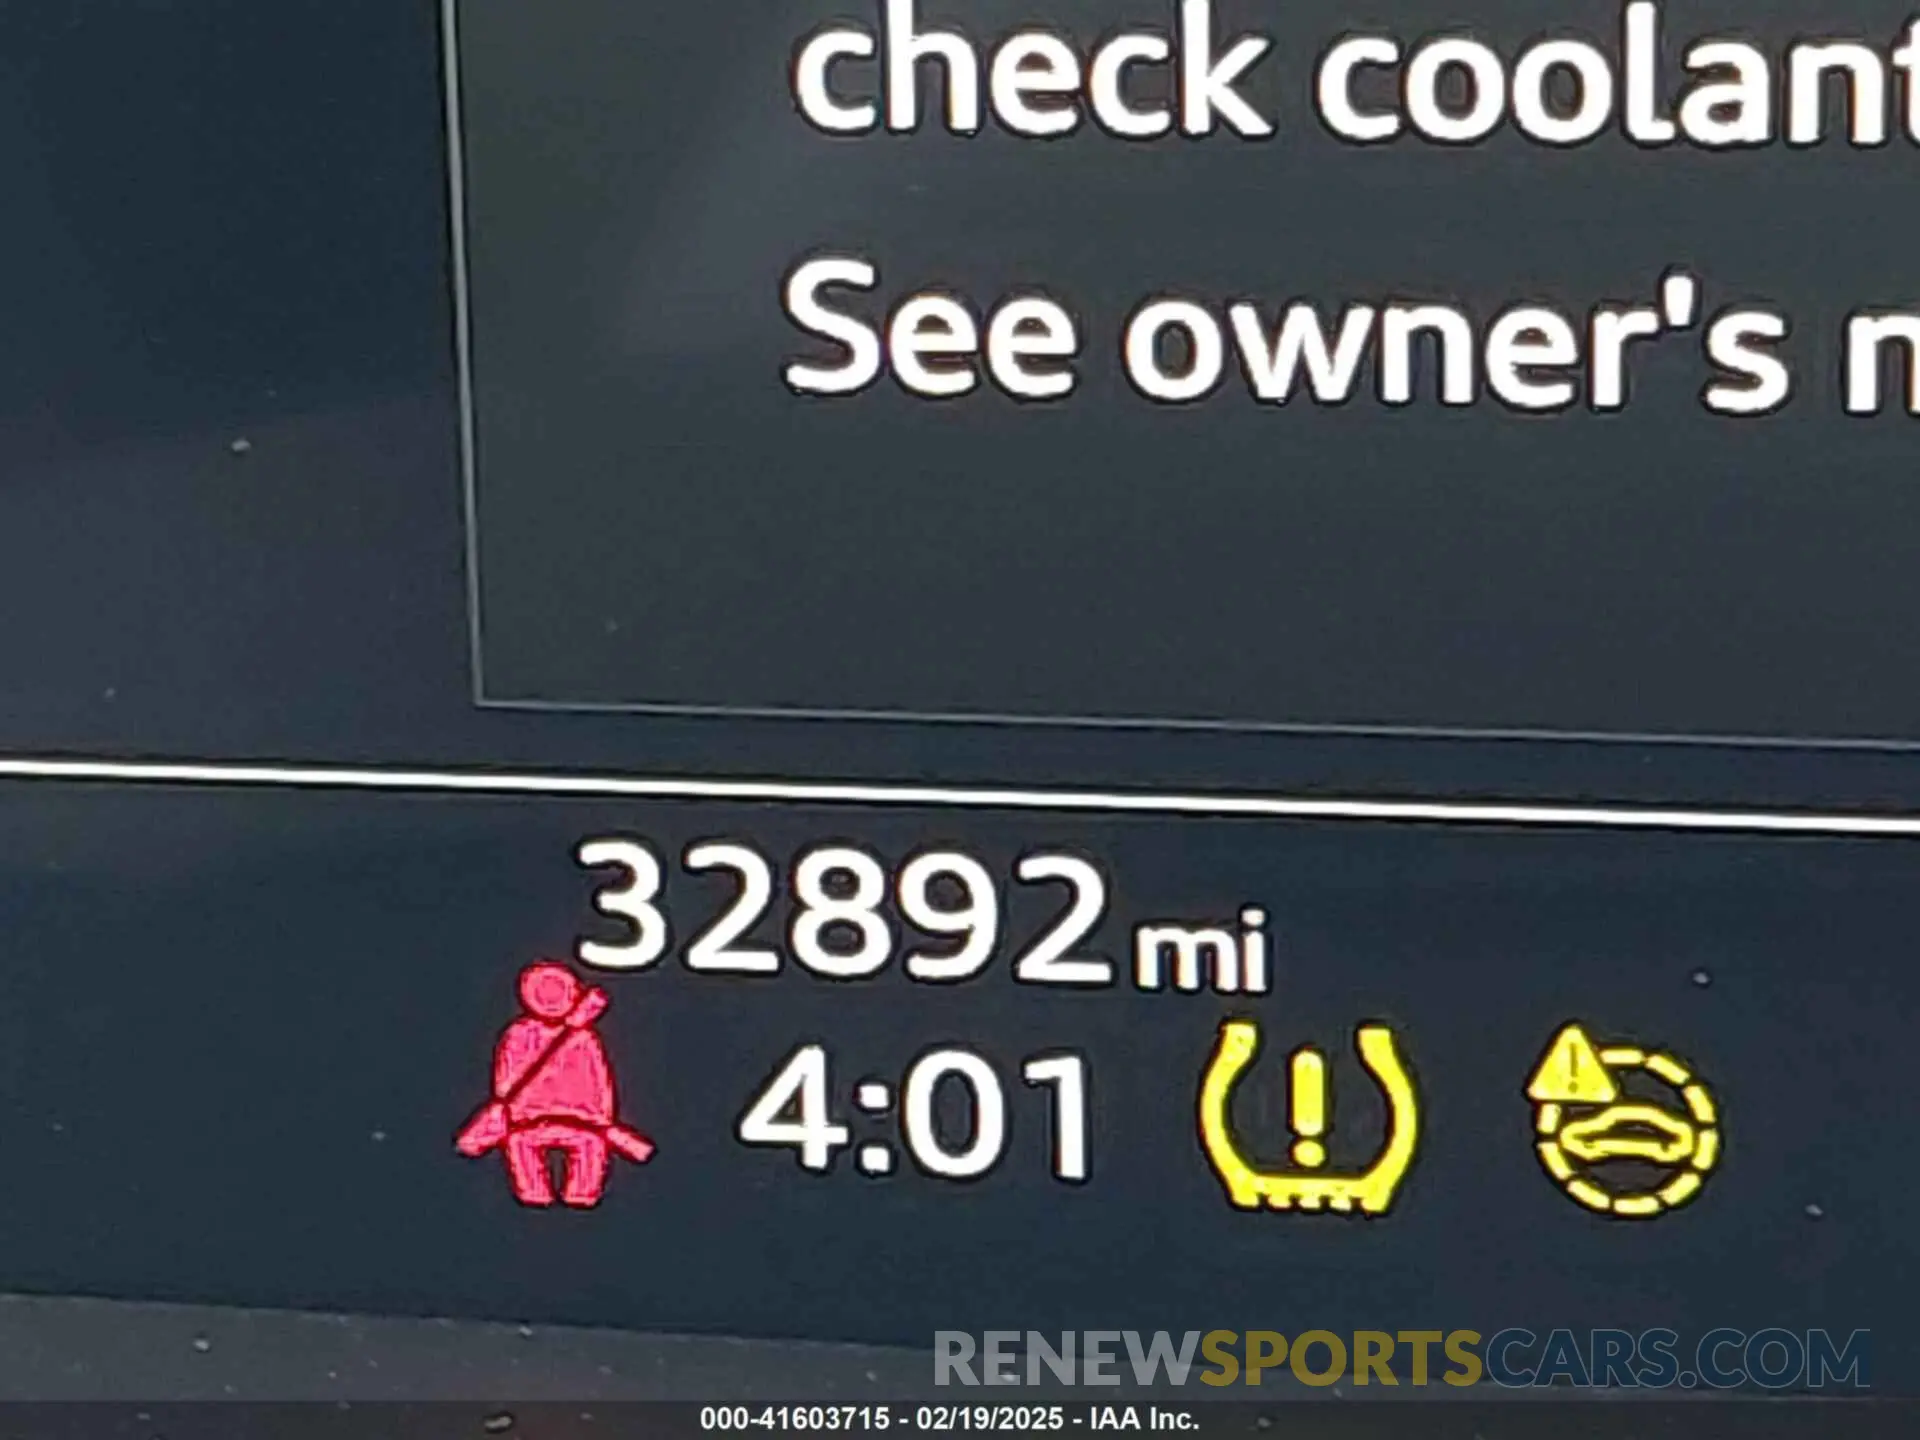 check coolant
See owner's
32892 mi
4:01
RENEWSPORTSCARS.COM
000-41603715 - 02/19/2025 - IAA Inc.